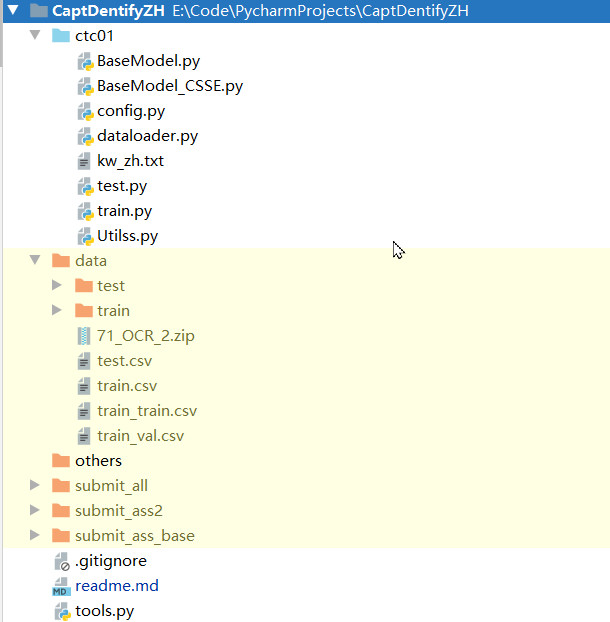 CaptDentifyZH E:\Code\PycharmProjects\CaptDentifyZH
ctc01
BaseModel.py
BaseModel_CSSE.py
config.py
dataloader.py
kw_zh.txt
test.py
train.py
Utilss.py
data
test
train
71_OCR_2.zip
test.csv
train.csv
train_train.csv
train_val.csv
others
submit_all
submit_ass2
submit_ass_base
.gitignore
MD readme.md
tools.py